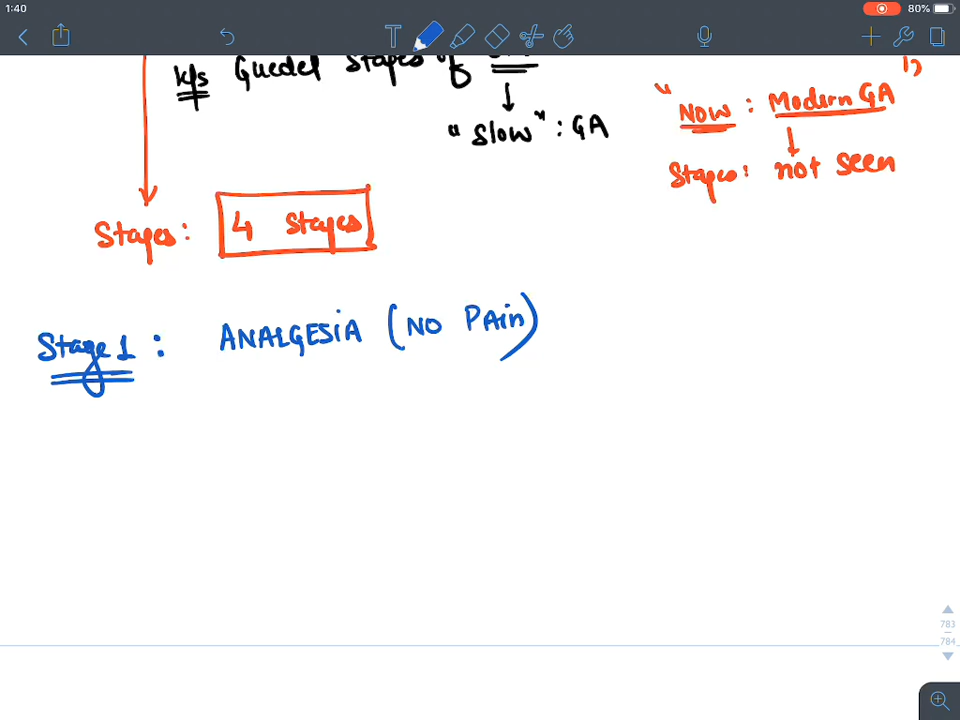 1:40
80%
T
k/s Guedel Stages of
"Slow" : GA
"Now : Modern GA"
Stages: not seen
Stages: 4 Stages
Stage 1 : ANALGESIA (NO PAin)
783
784